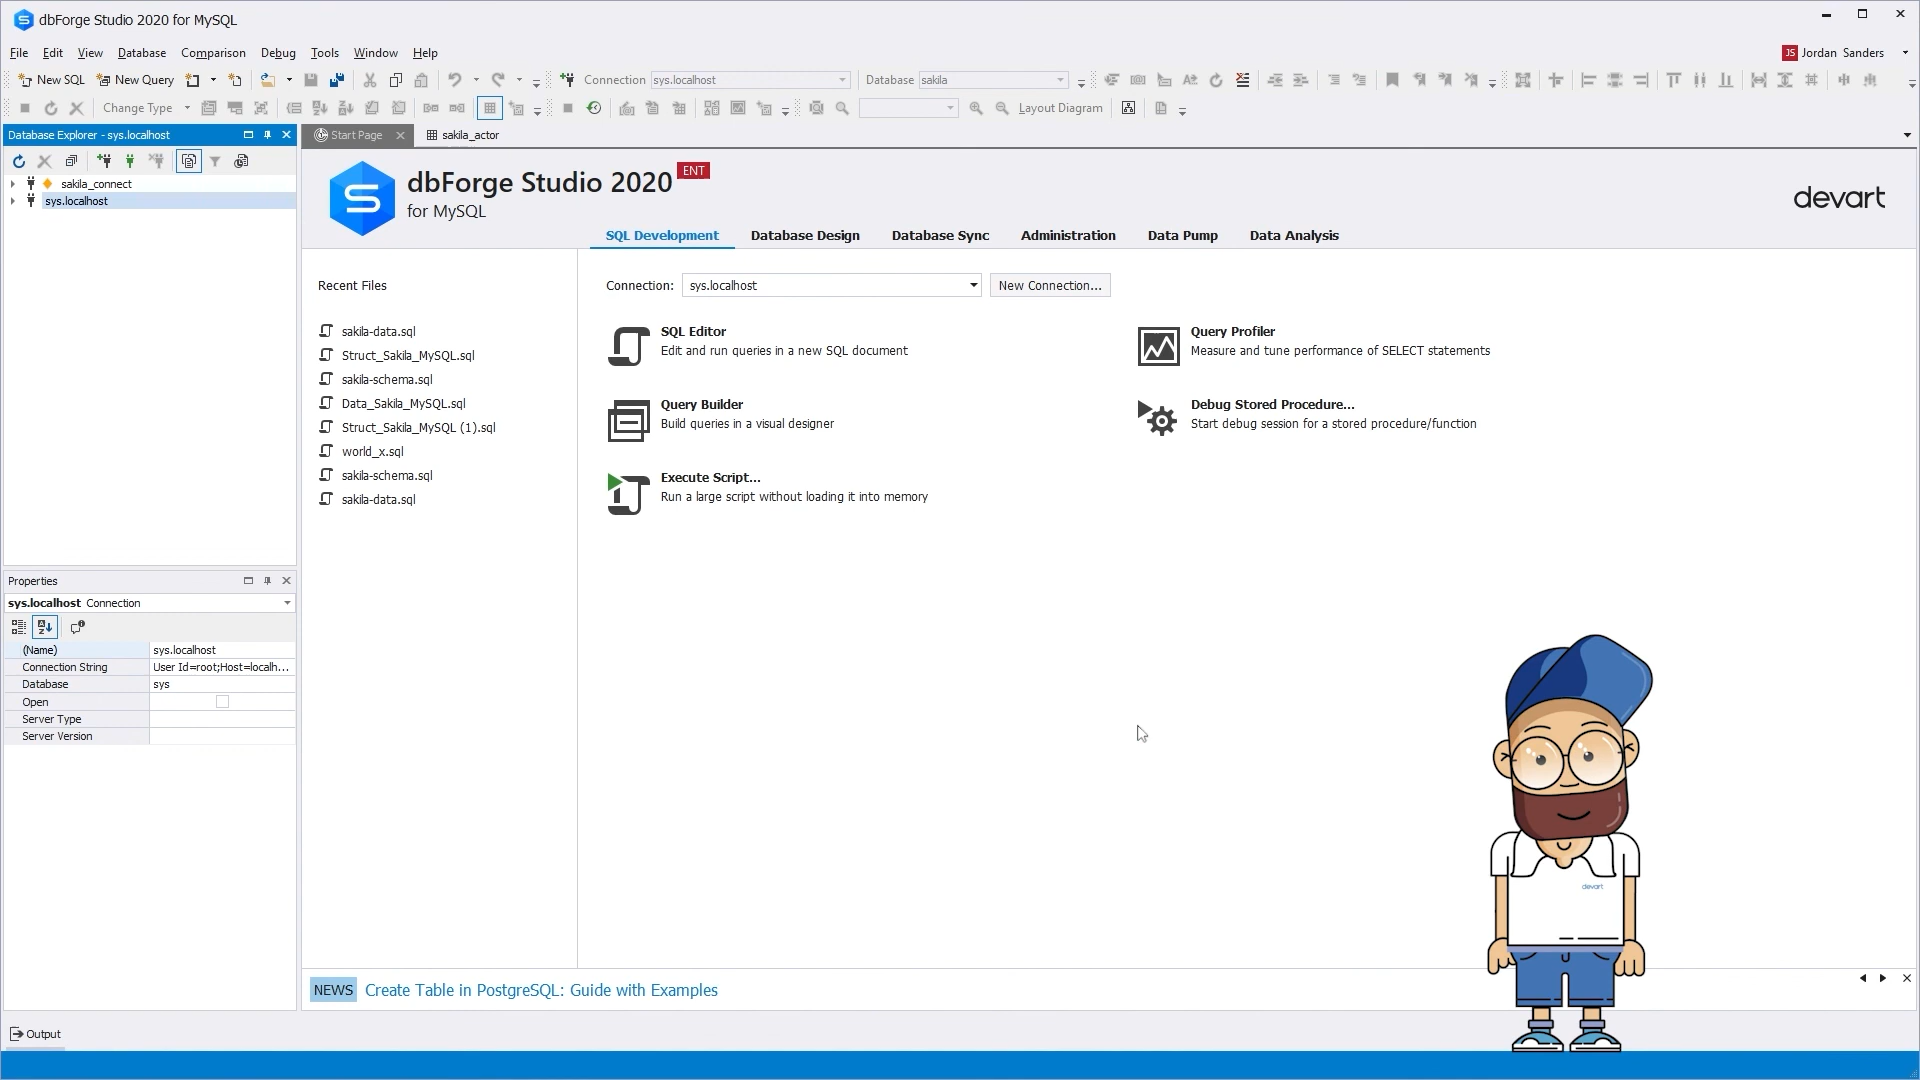 dbForge Studio 2020 for MySQL
File Edit View Database Comparison Debug Tools Window Help
JS Jordan Sanders
New SQL New Query Connection sys.localhost Database sakila
Change Type Layout Diagram
Database Explorer - sys.localhost
Start Page
sakila_actor
sakila_connect
sys.localhost
dbForge Studio 2020 ENT
for MySQL
devart
SQL Development Database Design Database Sync Administration Data Pump Data Analysis
Recent Files
sakila-data.sql
Struct_Sakila_MySQL.sql
sakila-schema.sql
Data_Sakila_MySQL.sql
Struct_Sakila_MySQL (1).sql
world_x.sql
sakila-schema.sql
sakila-data.sql
Connection: sys.localhost New Connection...
SQL Editor
Edit and run queries in a new SQL document
Query Profiler
Measure and tune performance of SELECT statements
Query Builder
Build queries in a visual designer
Debug Stored Procedure...
Start debug session for a stored procedure/function
Execute Script...
Run a large script without loading it into memory
Properties
sys.localhost Connection
(Name) sys.localhost
Connection String User Id=root;Host=localh...
Database sys
Open
Server Type
Server Version
devart
NEWS Create Table in PostgreSQL: Guide with Examples
Output